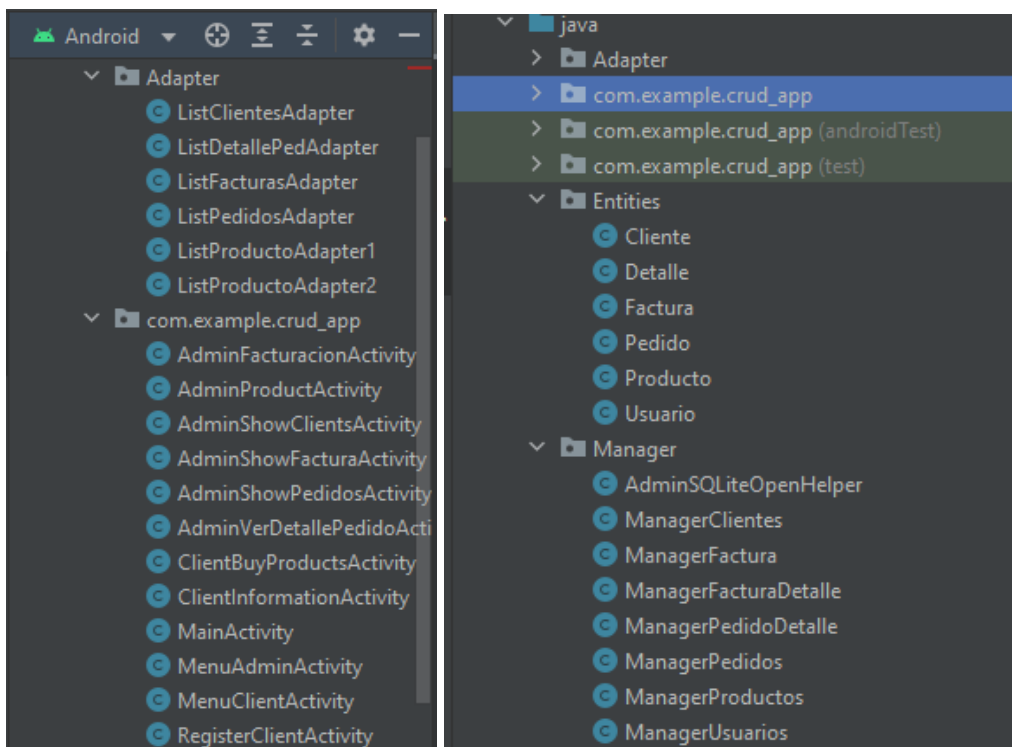 Android
Adapter
ListClientesAdapter
ListDetallePedAdapter
ListFacturasAdapter
ListPedidosAdapter
ListProductoAdapter1
ListProductoAdapter2
com.example.crud_app
AdminFacturacionActivity
AdminProductActivity
AdminShowClientsActivity
AdminShowFacturaActivity
AdminShowPedidosActivity
AdminVerDetallePedidoActi
ClientBuyProductsActivity
ClientInformationActivity
MainActivity
MenuAdminActivity
MenuClientActivity
RegisterClientActivity
java
Adapter
com.example.crud_app
com.example.crud_app (androidTest)
com.example.crud_app (test)
Entities
Cliente
Detalle
Factura
Pedido
Producto
Usuario
Manager
AdminSQLiteOpenHelper
ManagerClientes
ManagerFactura
ManagerFacturaDetalle
ManagerPedidoDetalle
ManagerPedidos
ManagerProductos
ManagerUsuarios